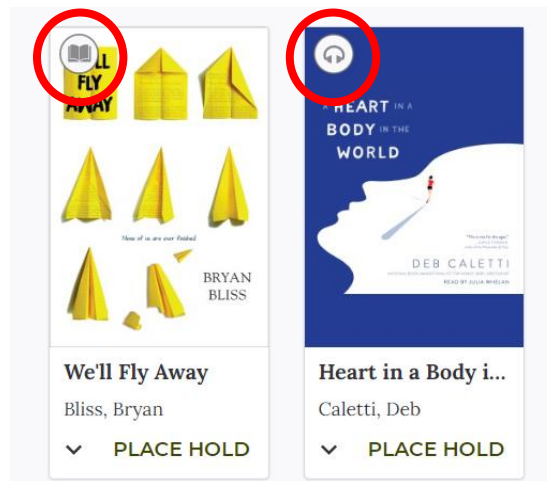 LL
FLY
AWAY
None of us are ever finished.
BRYAN
BLISS
We'll Fly Away
Bliss, Bryan
PLACE HOLD
A HEART IN A
BODY IN THE
WORLD
DEB CALETTI
READ BY JULIA WHELAN
Heart in a Body i...
Caletti, Deb
PLACE HOLD